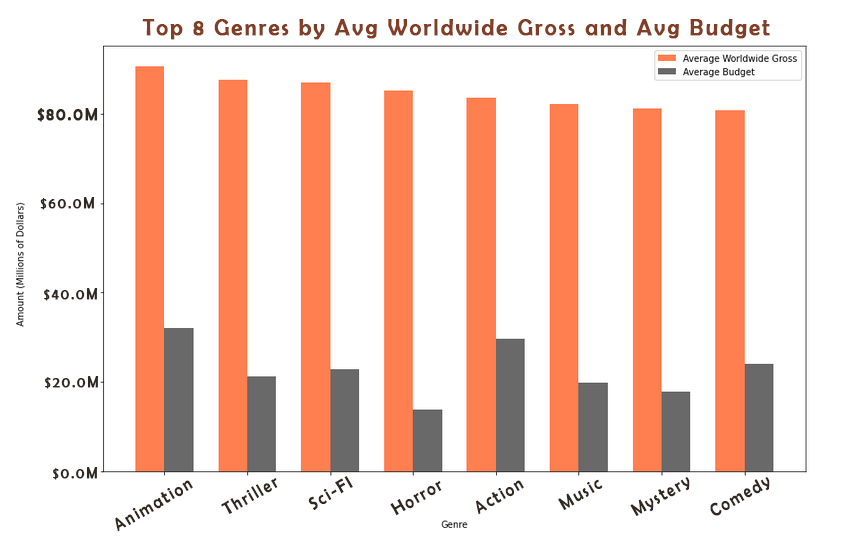 Top 8 Genres by Avg Worldwide Gross and Avg Budget
Average Worldwide Gross
Average Budget
$80.0M
$60.0M
$40.0M
$20.0M
$0.0M
Amount (Millions of Dollars)
Animation
Thriller
Sci-FI
Horror
Action
Music
Mystery
Comedy
Genre